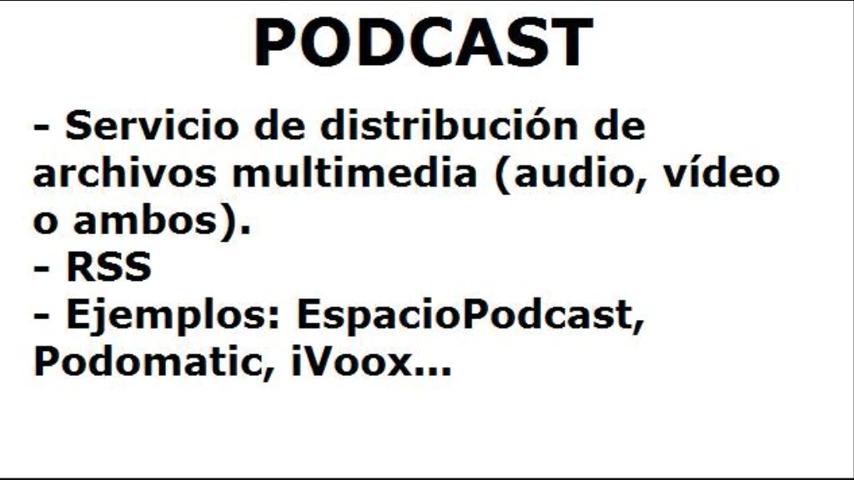 PODCAST
- Servicio de distribución de
archivos multimedia (audio, vídeo
o ambos).
- RSS
- Ejemplos: EspacioPodcast,
Podomatic, iVoox...